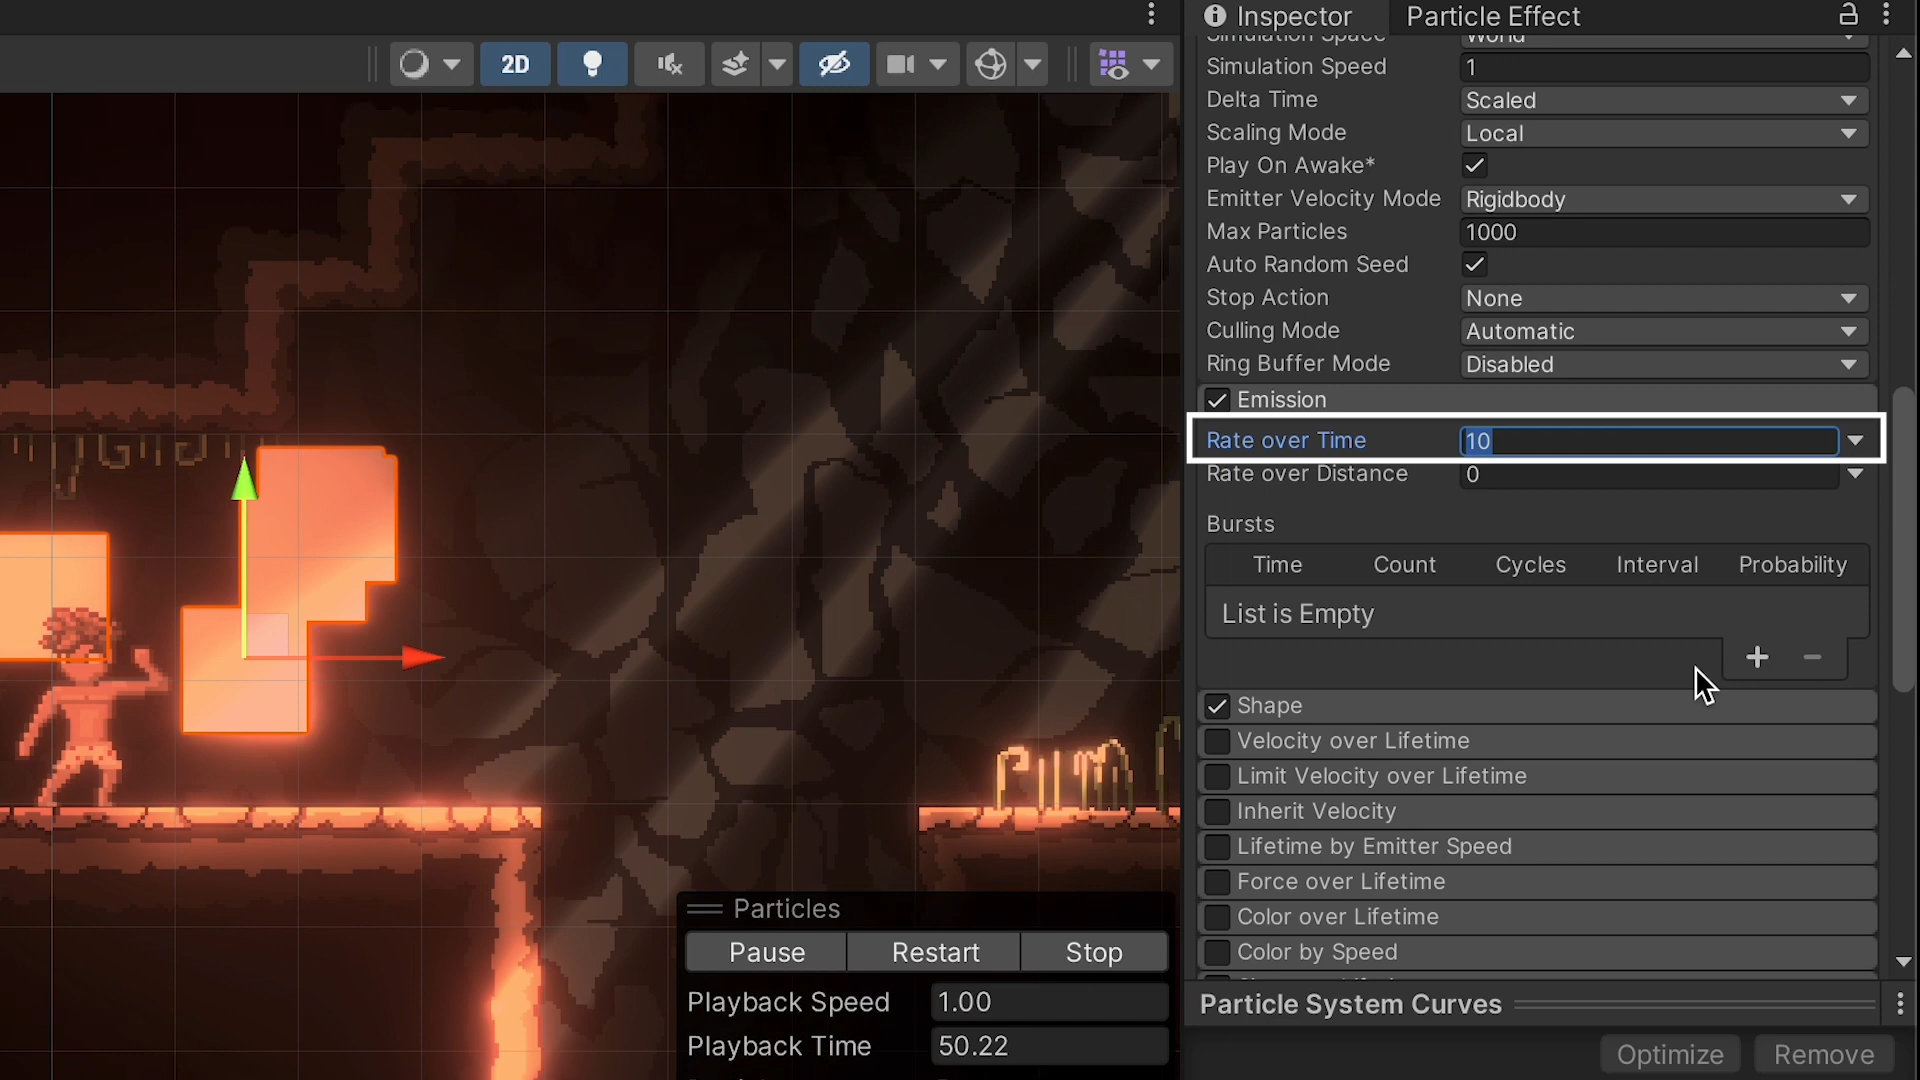 Inspector Particle Effect
2D
Simulation Space World
Simulation Speed 1
Delta Time Scaled
Scaling Mode Local
Play On Awake*
Emitter Velocity Mode Rigidbody
Max Particles 1000
Auto Random Seed
Stop Action None
Culling Mode Automatic
Ring Buffer Mode Disabled
Emission
Rate over Time 10
Rate over Distance 0
Bursts
Time Count Cycles Interval Probability
List is Empty
+ −
Shape
Velocity over Lifetime
Limit Velocity over Lifetime
Inherit Velocity
Lifetime by Emitter Speed
Force over Lifetime
Color over Lifetime
Color by Speed
Particle System Curves
Optimize Remove
Particles
Pause Restart Stop
Playback Speed 1.00
Playback Time 50.22